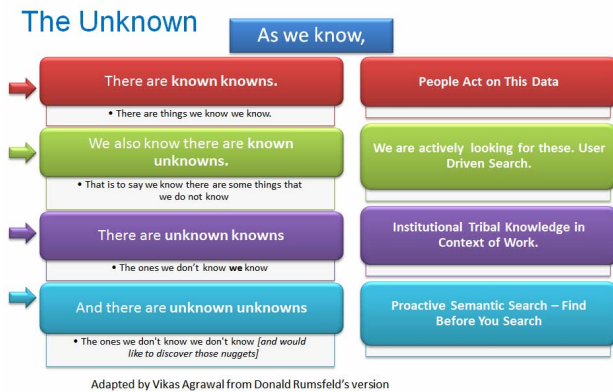 The Unknown
As we know,
There are known knowns.
• There are things we know we know.
People Act on This Data
We also know there are known
unknowns.
• That is to say we know there are some things that
we do not know
We are actively looking for these. User
Driven Search.
There are unknown knowns
• The ones we don't know we know
Institutional Tribal Knowledge in
Context of Work.
And there are unknown unknowns
• The ones we don't know we don't know [and would
like to discover those nuggets]
Proactive Semantic Search – Find
Before You Search
Adapted by Vikas Agrawal from Donald Rumsfeld's version